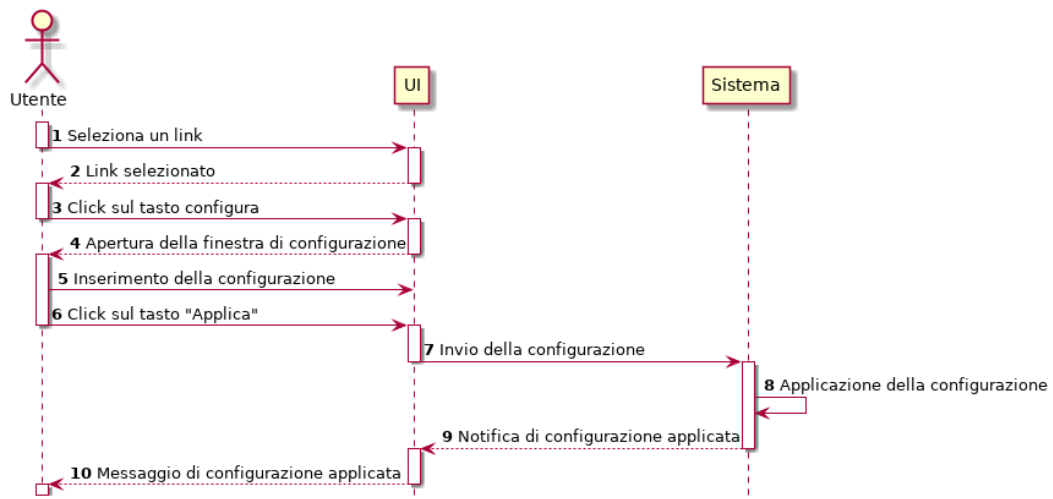 Utente
UI
Sistema
1 Seleziona un link
2 Link selezionato
3 Click sul tasto configura
4 Apertura della finestra di configurazione
5 Inserimento della configurazione
6 Click sul tasto "Applica"
7 Invio della configurazione
8 Applicazione della configurazione
9 Notifica di configurazione applicata
10 Messaggio di configurazione applicata